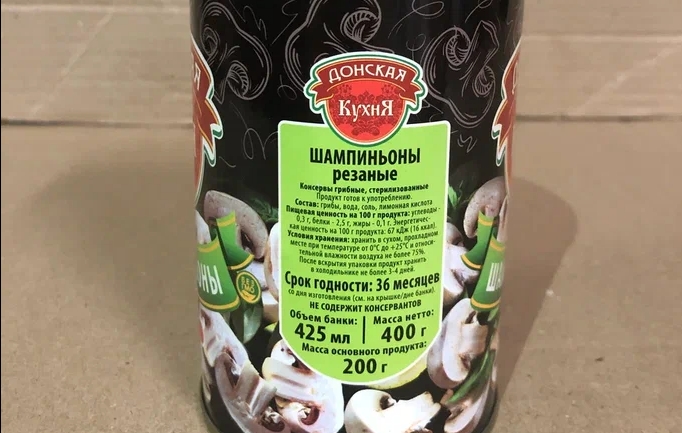 ДОНСКАЯ
КУХНЯ
ШАМПИНЬОНЫ
резаные
Консервы грибные, стерилизованные
Продукт готов к употреблению.
Состав: грибы, вода, соль, лимонная кислота
Пищевая ценность на 100 г продукта: углеводы -
0,3 г, белки - 2,5 г, жиры - 0,1 г. Энергетичес-
кая ценность на 100 г продукта: 67 кДж (16 ккал).
Условия хранения: хранить в сухом, прохладном
месте при температуре от 0°С до +25°С и относи-
тельной влажности воздуха не более 75%.
После вскрытия упаковки продукт хранить
в холодильнике не более 3-4 дней.
Срок годности: 36 месяцев
со дня изготовления (см. на крышке/дне банки).
НЕ СОДЕРЖИТ КОНСЕРВАНТОВ
Объем банки: Масса нетто:
425 мл 400 г
Масса основного продукта:
200 г